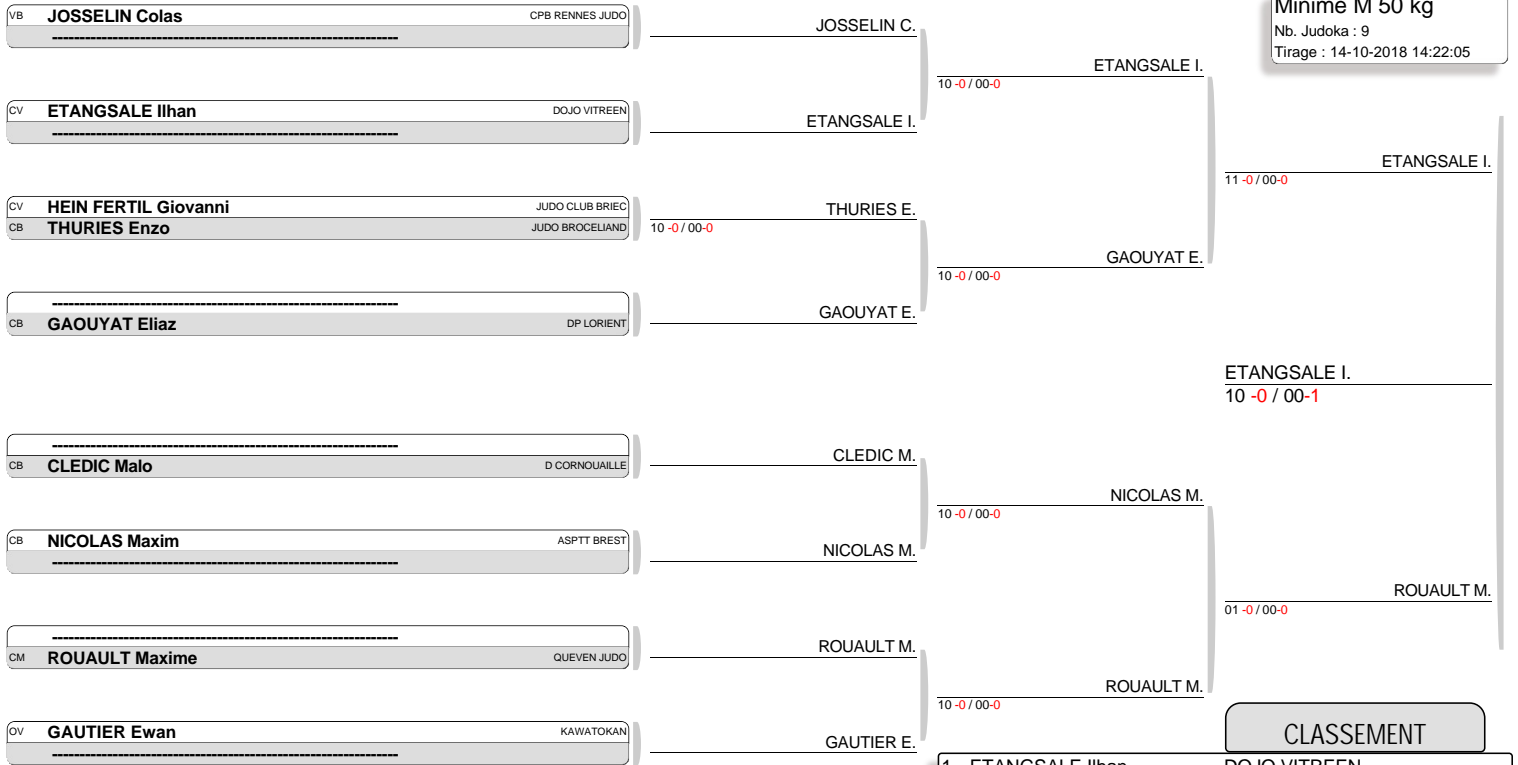 Minime M 50 kg
Nb. Judoka : 9
Tirage : 14-10-2018 14:22:05
VB JOSSELIN Colas CPB RENNES JUDO
----------------------------------------------------------------
CV ETANGSALE Ilhan DOJO VITREEN
----------------------------------------------------------------
CV HEIN FERTIL Giovanni JUDO CLUB BRIEC
CB THURIES Enzo JUDO BROCELIAND
----------------------------------------------------------------
CB GAOUYAT Eliaz DP LORIENT
----------------------------------------------------------------
CB CLEDIC Malo D CORNOUAILLE
CB NICOLAS Maxim ASPTT BREST
----------------------------------------------------------------
----------------------------------------------------------------
CM ROUAULT Maxime QUEVEN JUDO
OV GAUTIER Ewan KAWATOKAN
----------------------------------------------------------------
JOSSELIN C.
ETANGSALE I.
THURIES E.
10 -0 / 00-0
GAOUYAT E.
CLEDIC M.
NICOLAS M.
ROUAULT M.
GAUTIER E.
ETANGSALE I.
10 -0 / 00-0
GAOUYAT E.
10 -0 / 00-0
NICOLAS M.
10 -0 / 00-0
ROUAULT M.
10 -0 / 00-0
ETANGSALE I.
11 -0 / 00-0
ETANGSALE I.
10 -0 / 00-1
ROUAULT M.
01 -0 / 00-0
CLASSEMENT
1 ETANGSALE Ilhan DOJO VITREEN